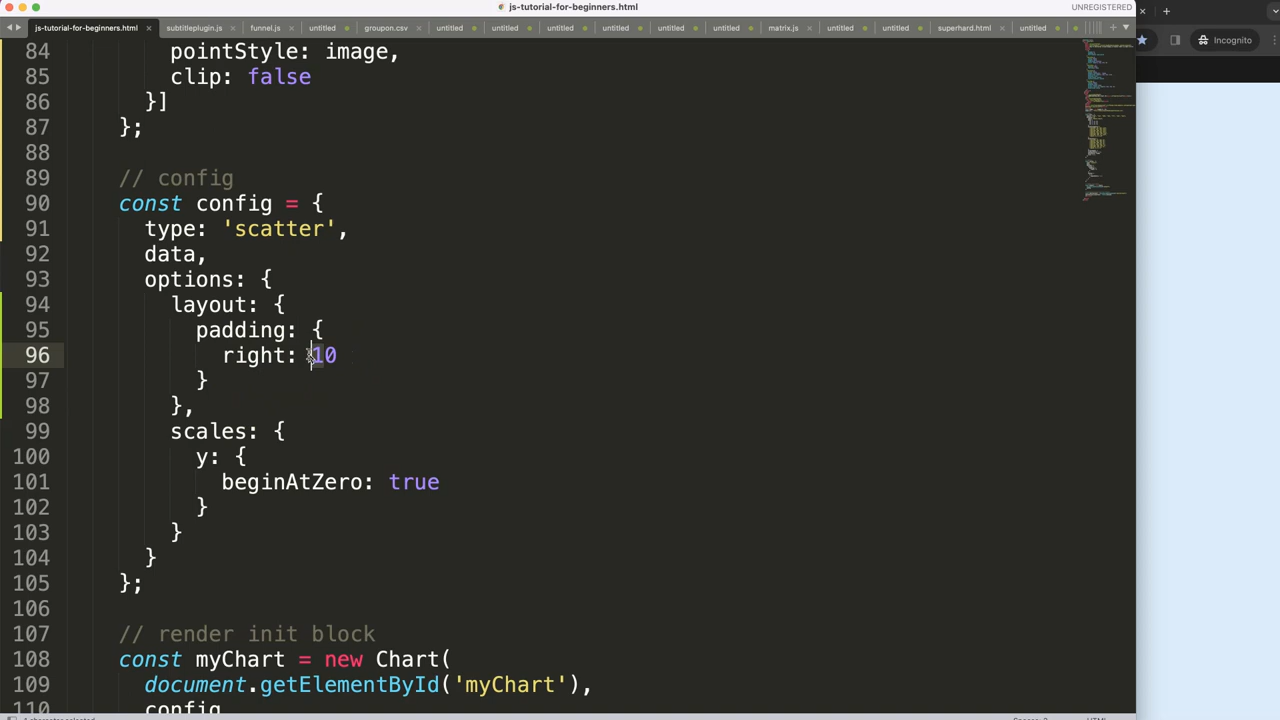 js-tutorial-for-beginners.html
UNREGISTERED
js-tutorial-for-beginners.html subtitleplugin.js funnel.js untitled groupon.csv untitled untitled untitled untitled untitled untitled matrix.js untitled untitled superhard.html untitled
Incognito
84 pointStyle: image,
85 clip: false
86 }]
87 };
88
89 // config
90 const config = {
91 type: 'scatter',
92 data,
93 options: {
94 layout: {
95 padding: {
96 right: 10
97 }
98 },
99 scales: {
100 y: {
101 beginAtZero: true
102 }
103 }
104 }
105 };
106
107 // render init block
108 const myChart = new Chart(
109 document.getElementById('myChart'),
110 config